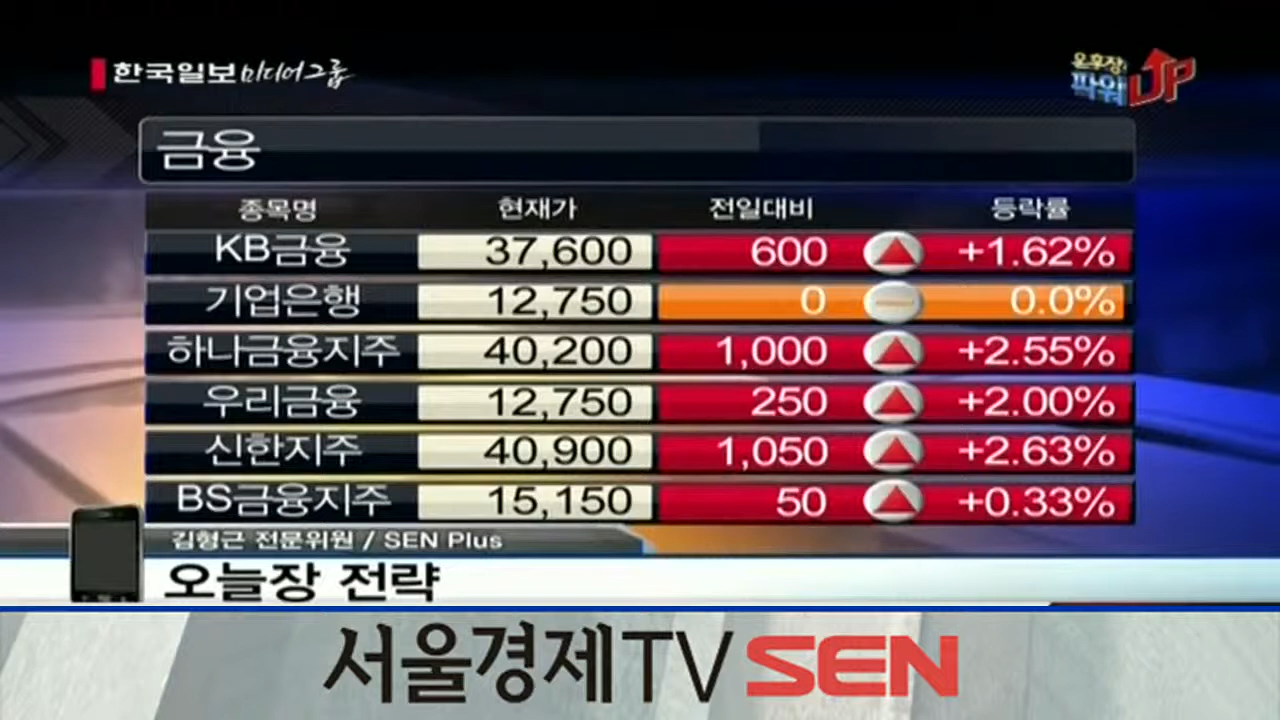 한국일보 미디어그룹
오후장
파워UP
금융
종목명 현재가 전일대비 등락률
KB금융 37,600 600 ▲ +1.62%
기업은행 12,750 0 – 0.0%
하나금융지주 40,200 1,000 ▲ +2.55%
우리금융 12,750 250 ▲ +2.00%
신한지주 40,900 1,050 ▲ +2.63%
BS금융지주 15,150 50 ▲ +0.33%
김형근 전문위원 / SEN Plus
오늘장 전략
서울경제TV SEN